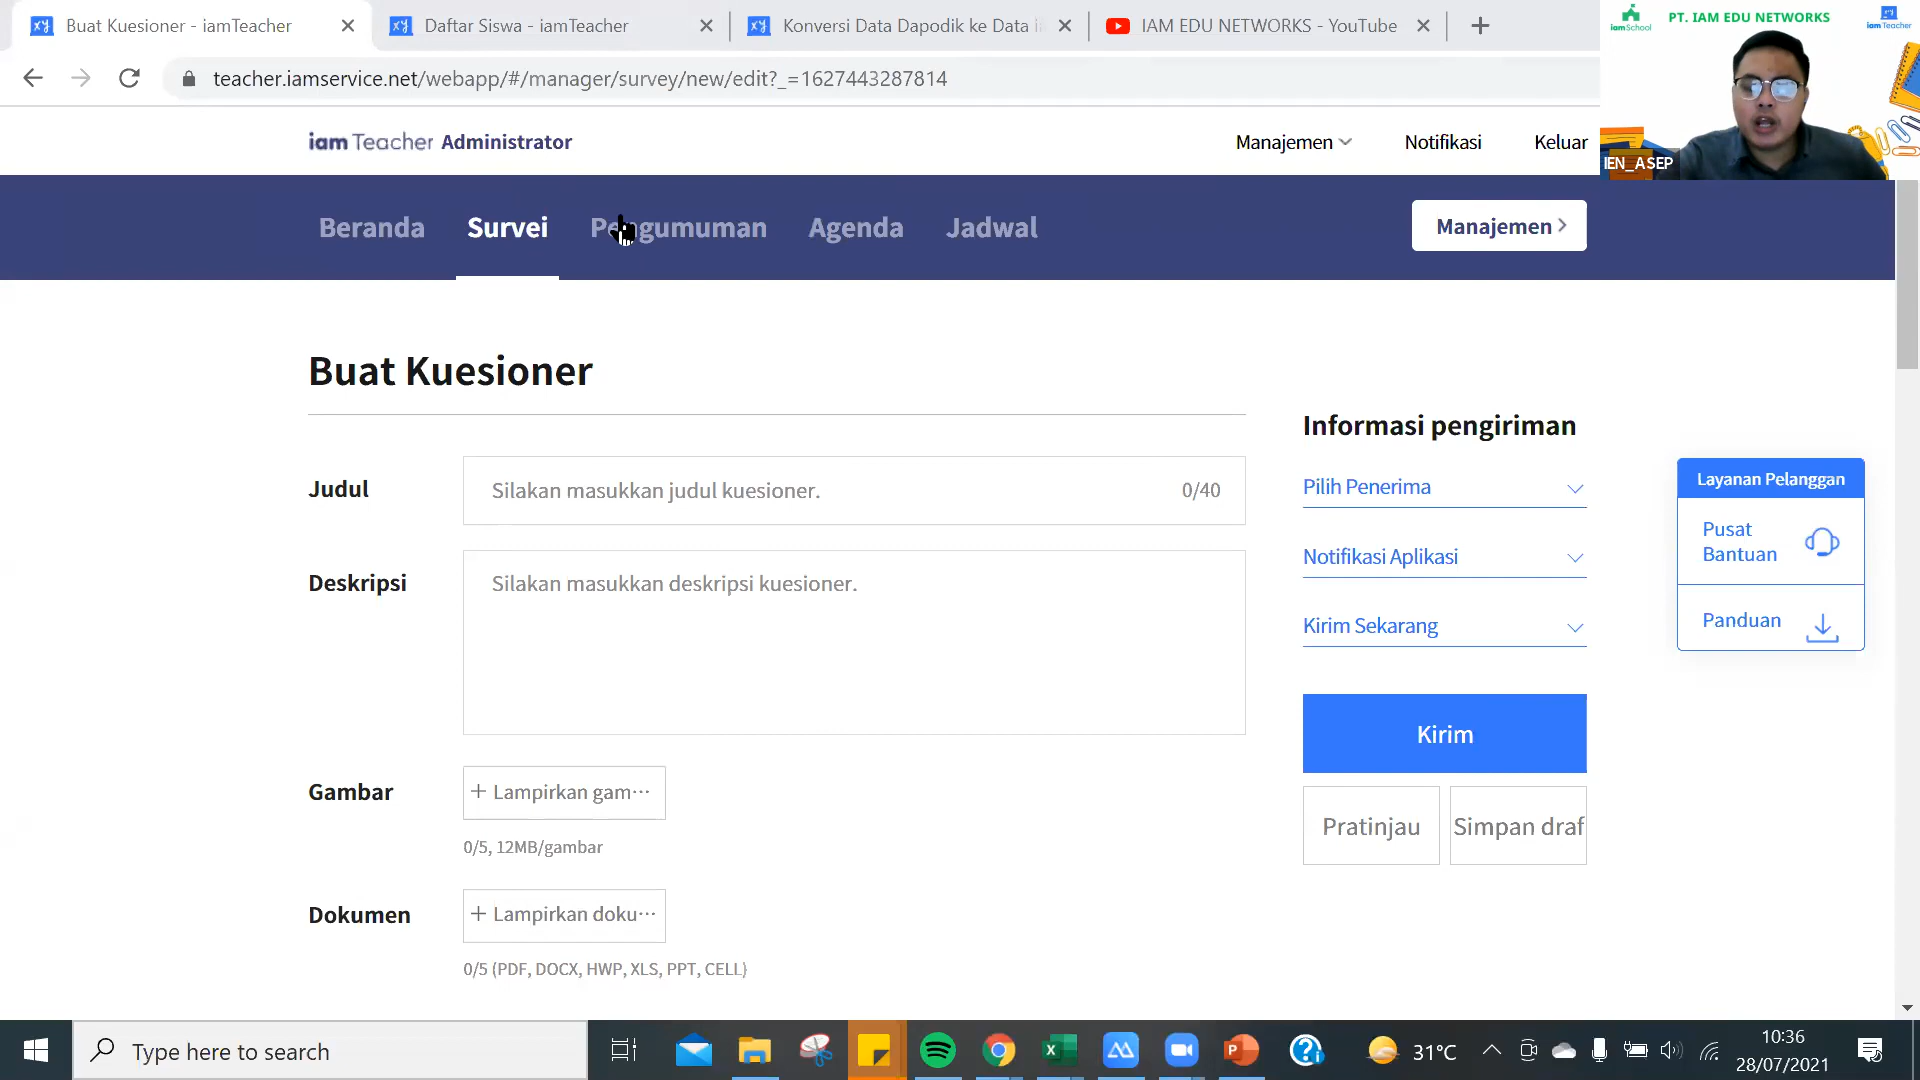 Buat Kuesioner - iamTeacher
Daftar Siswa - iamTeacher
Konversi Data Dapodik ke Data
IAM EDU NETWORKS - YouTube
iamSchool
PT. IAM EDU NETWORKS
iamTeacher
teacher.iamservice.net/webapp/#/manager/survey/new/edit?_=1627443287814
IEN_ASEP
iamTeacher Administrator
Manajemen
Notifikasi
Keluar
Beranda
Survei
Pengumuman
Agenda
Jadwal
Manajemen
Buat Kuesioner
Judul
Silakan masukkan judul kuesioner.
0/40
Deskripsi
Silakan masukkan deskripsi kuesioner.
Gambar
+ Lampirkan gam···
0/5, 12MB/gambar
Dokumen
+ Lampirkan doku···
0/5 (PDF, DOCX, HWP, XLS, PPT, CELL)
Informasi pengiriman
Pilih Penerima
Notifikasi Aplikasi
Kirim Sekarang
Kirim
Pratinjau
Simpan draf
Layanan Pelanggan
Pusat
Bantuan
Panduan
Type here to search
31°C
10:36
28/07/2021